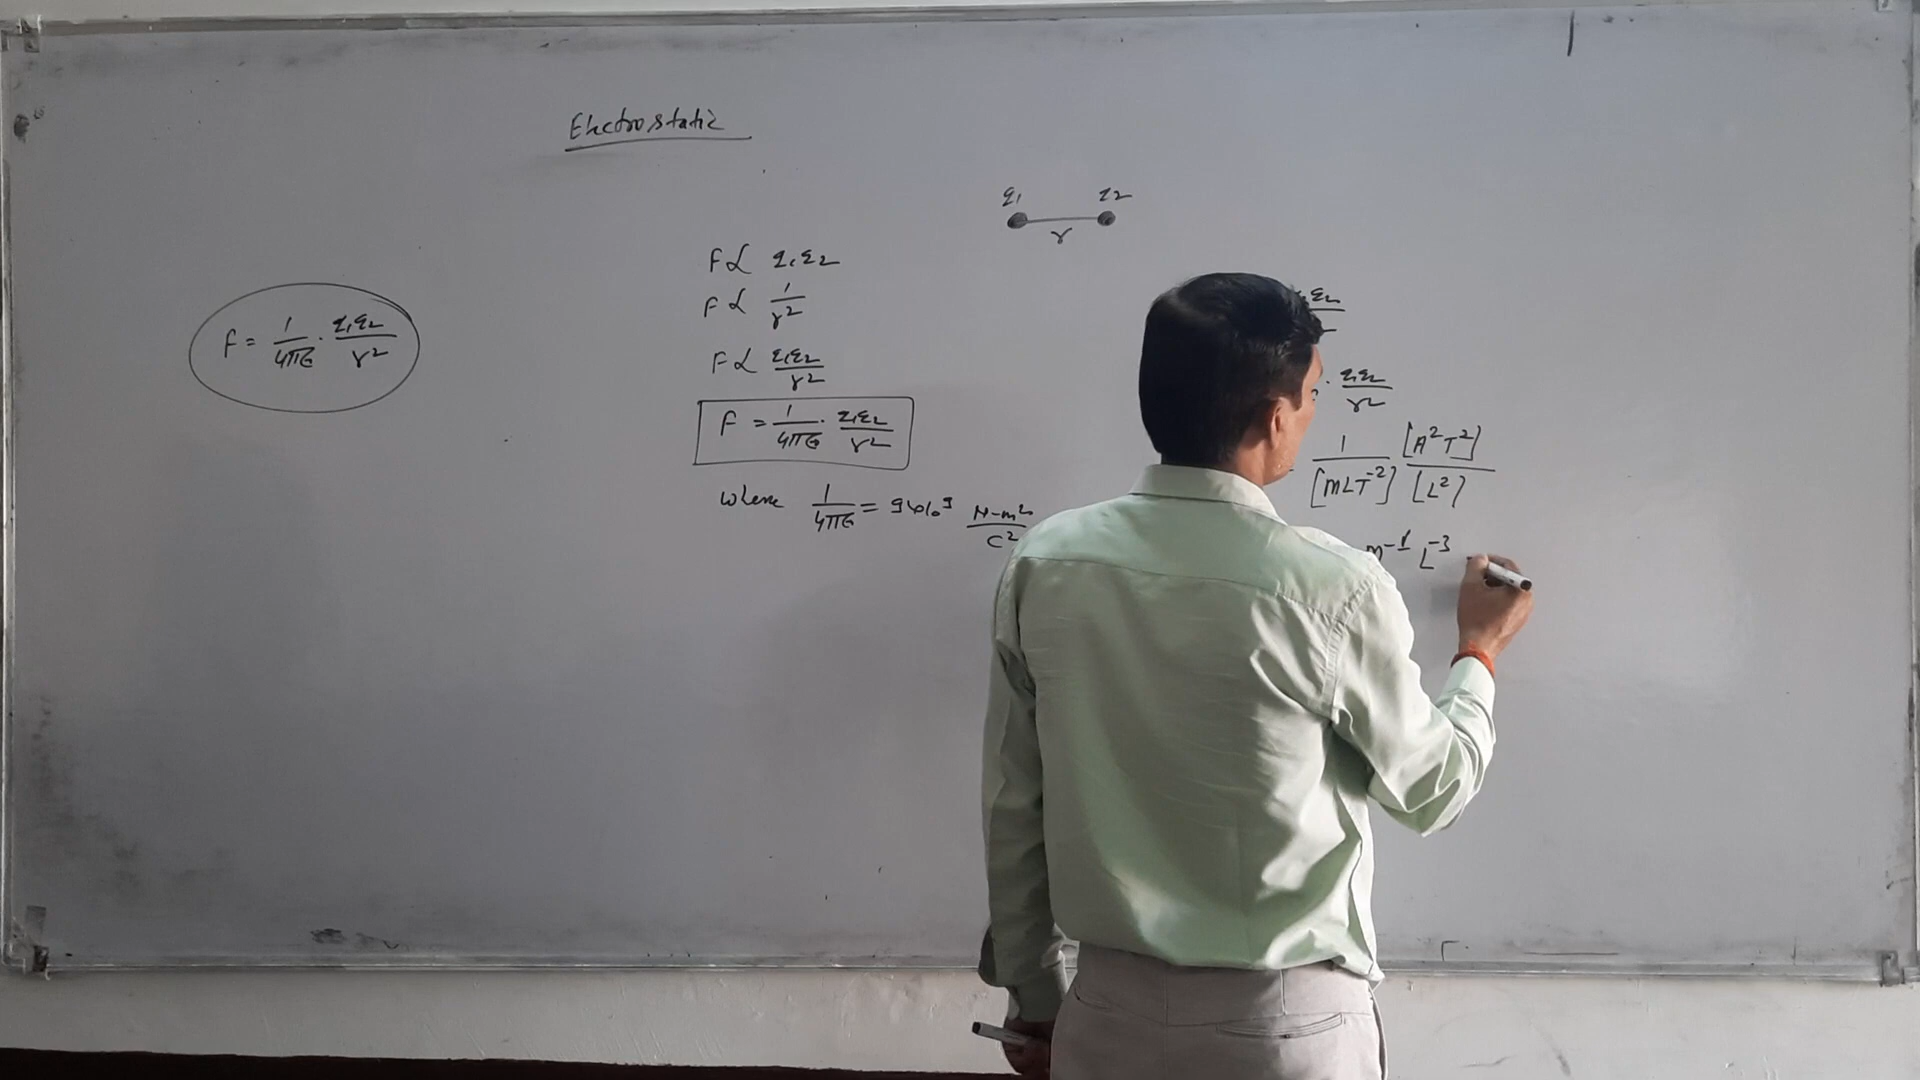 Electrostatic
q1 q2
r
F ∝ q1q2
F ∝ 1/r²
F ∝ q1q2/r²
F = 1/4πε · q1q2/r²
where 1/4πε = 9×10⁹ N-m²/C²
F = 1/4πε · q1q2/r²
q2
· q1q2/r²
1/[MLT⁻²] [A²T²]/[L²]
M⁻¹ L⁻³